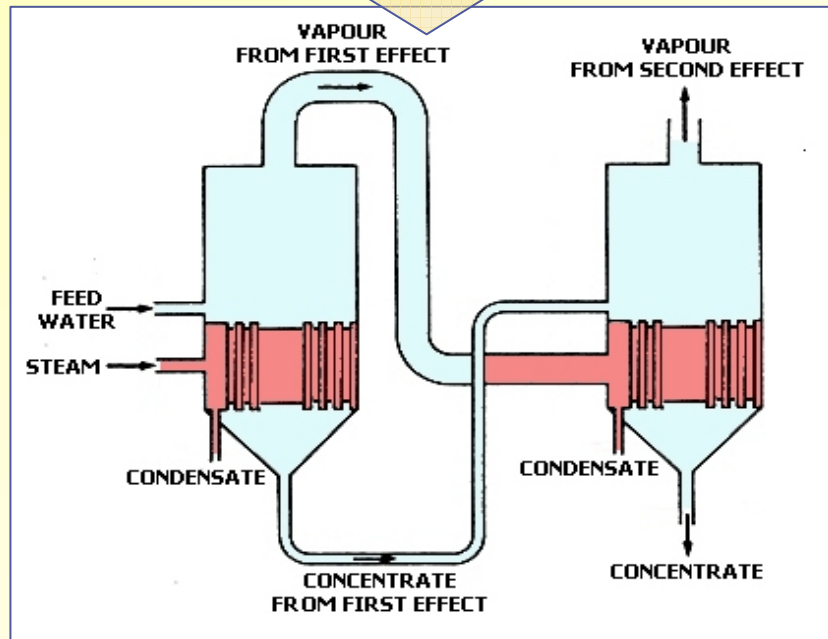 VAPOUR
FROM FIRST EFFECT
VAPOUR
FROM SECOND EFFECT
FEED
WATER
STEAM
CONDENSATE
CONDENSATE
CONCENTRATE
FROM FIRST EFFECT
CONCENTRATE